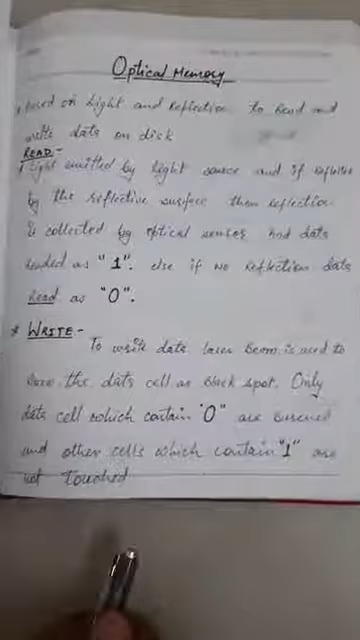 Optical Memory
* Based on Light and Reflection to Read and
write data on disk
READ:-
* Light emitted by light source and if reflected
by the reflective surface then reflection
is collected by optical sensor and data
readed as "1". else if no Reflection data
Read as "0".
* WRITE:-
To write data, laser Beam is used to
burn the data cell as black spot. Only
data cell which contain "0" are burned
and other cells which contain "1" are
not Touched